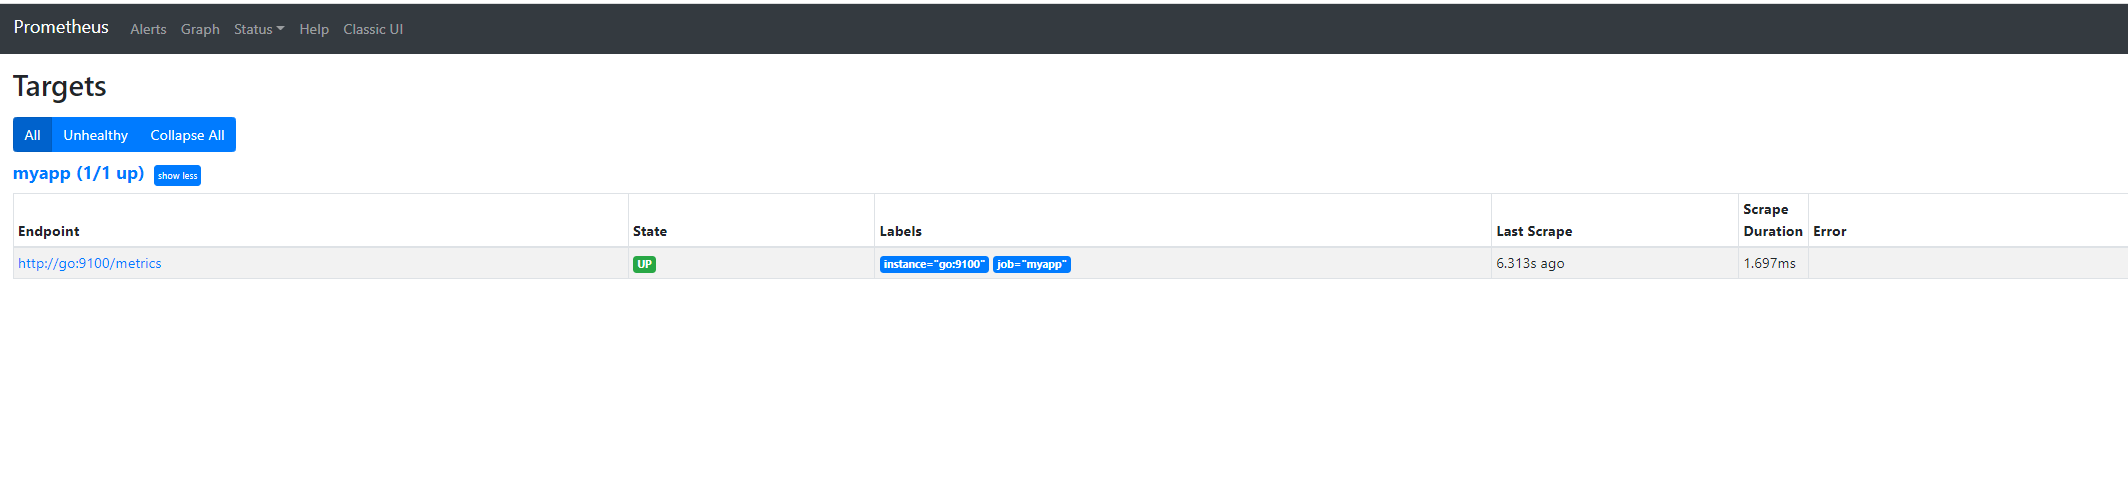 Prometheus Alerts Graph Status Help Classic UI
Targets
All Unhealthy Collapse All
myapp (1/1 up) show less
Endpoint State Labels Last Scrape Scrape Duration Error
http://go:9100/metrics UP instance="go:9100" job="myapp" 6.313s ago 1.697ms